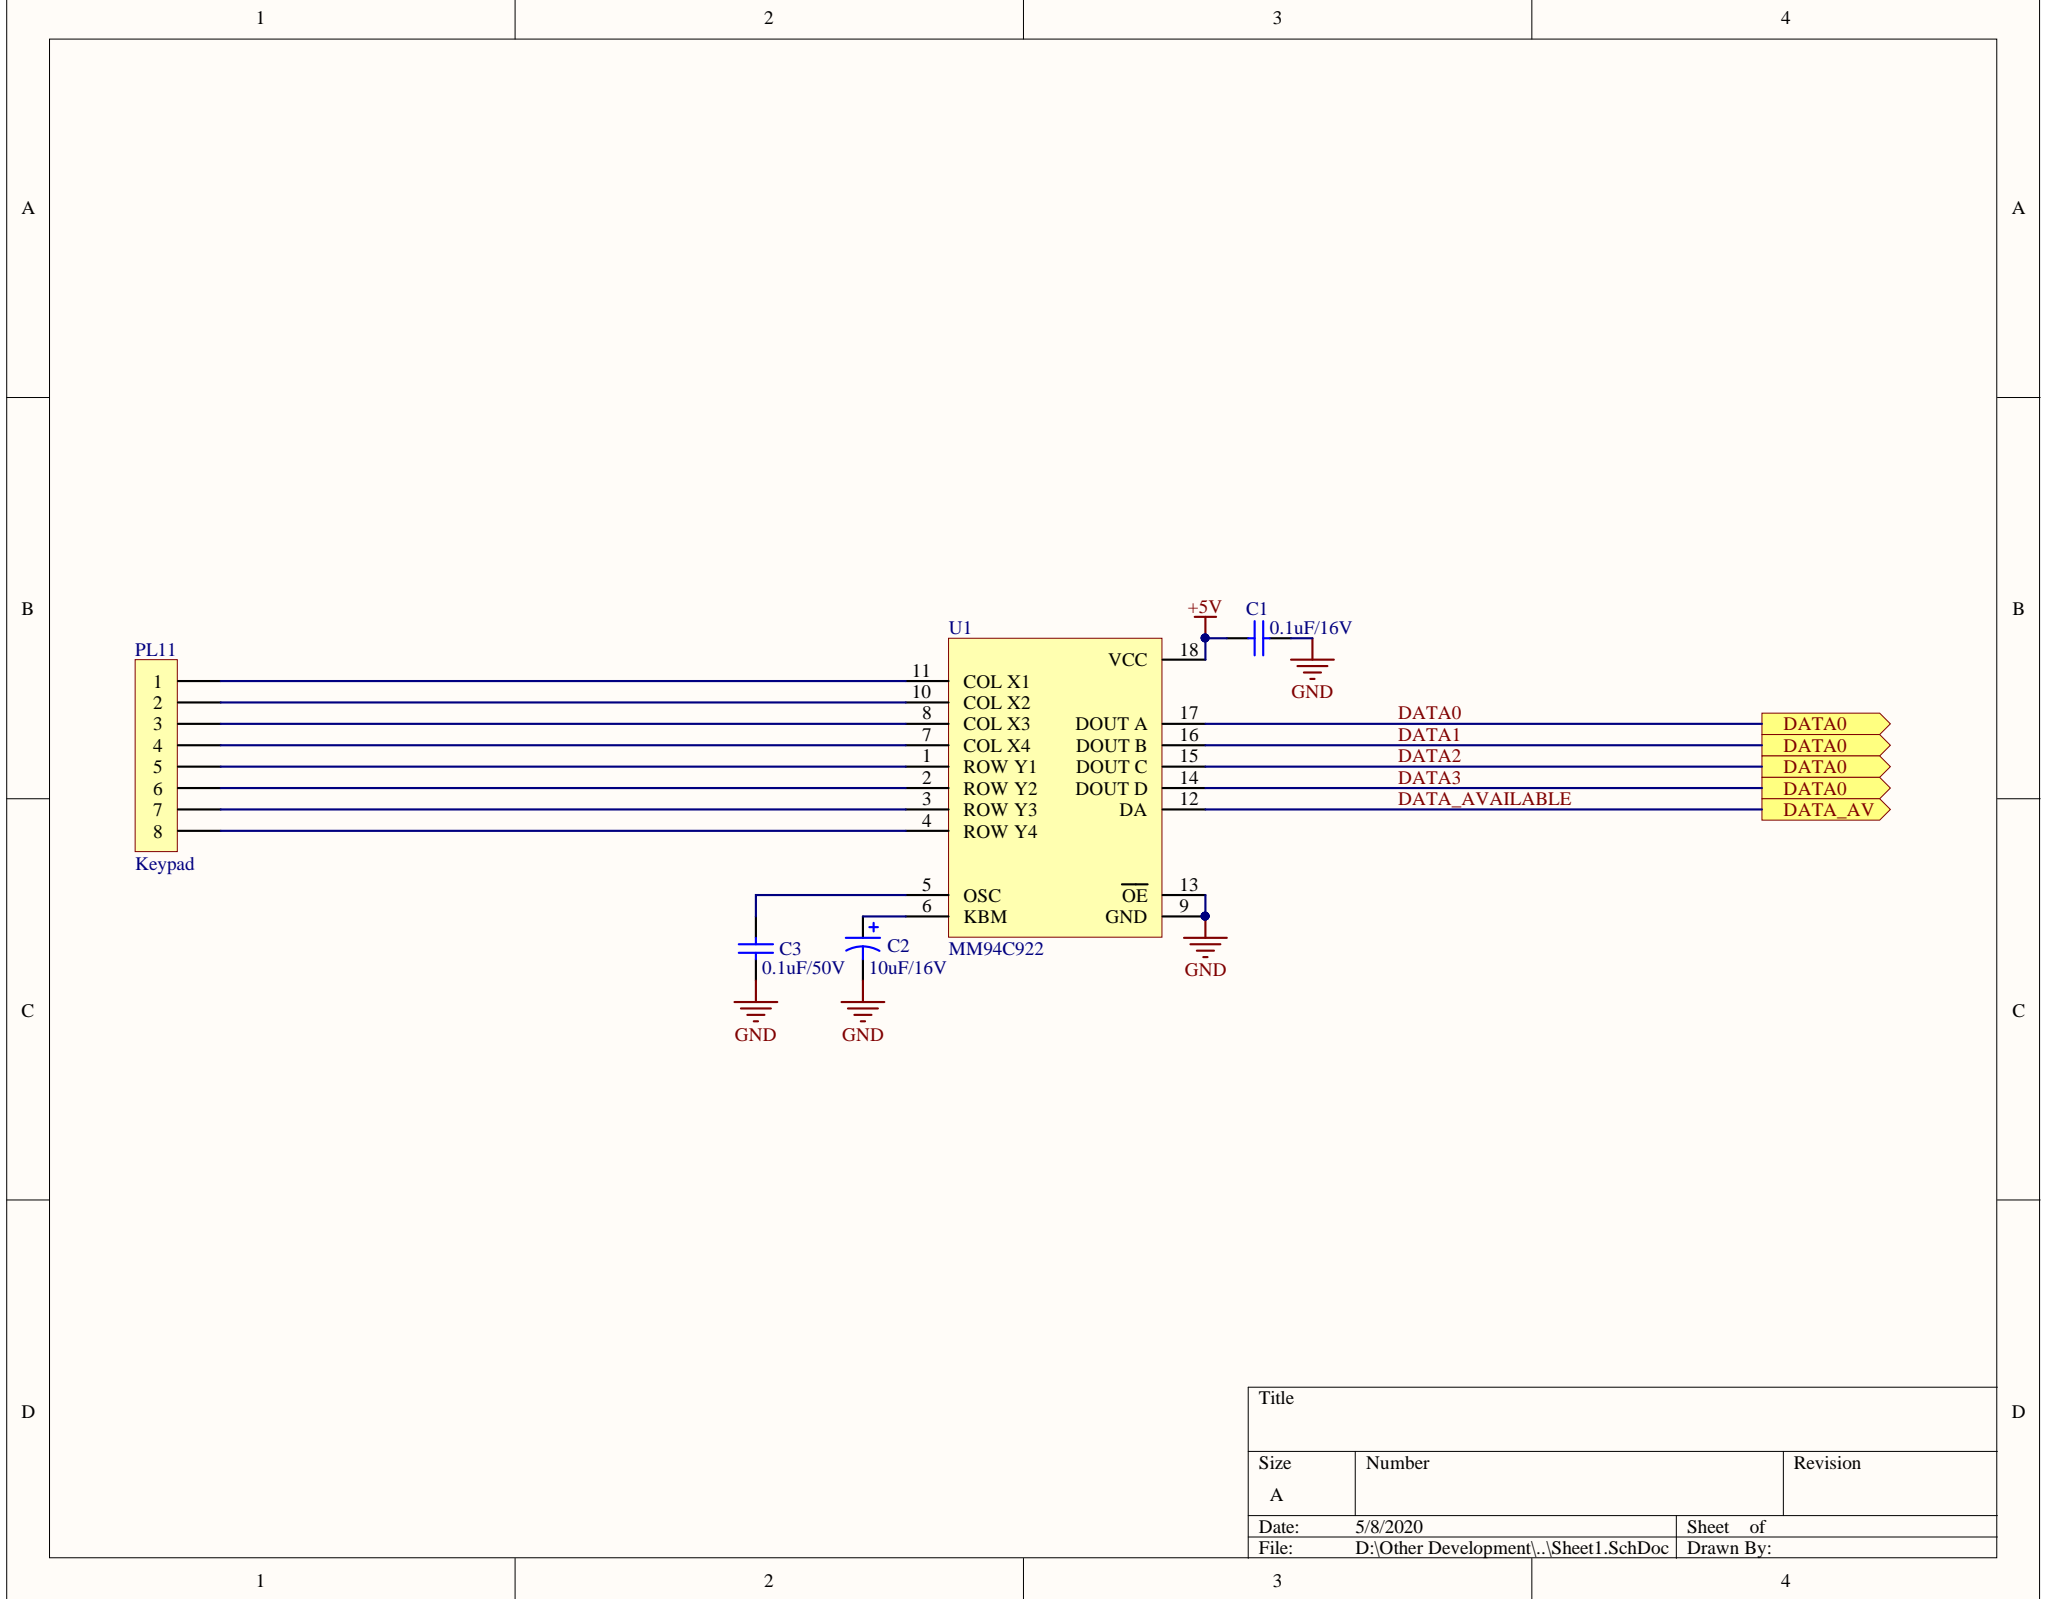 1 2 3 4
A A
B B
C C
D D
PL11
1
2
3
4
5
6
7
8
Keypad
U1
11 COL X1
10 COL X2
8 COL X3
7 COL X4
1 ROW Y1
2 ROW Y2
3 ROW Y3
4 ROW Y4
5 OSC
6 KBM
VCC 18
DOUT A 17
DOUT B 16
DOUT C 15
DOUT D 14
DA 12
OE 13
GND 9
MM94C922
+5V
C1
0.1uF/16V
GND
DATA0
DATA1
DATA2
DATA3
DATA_AVAILABLE
DATA0
DATA0
DATA0
DATA0
DATA_AV
GND
C3
0.1uF/50V
GND
C2
+
10uF/16V
GND
Title
Size Number Revision
A
Date: 5/8/2020 Sheet of
File: D:\Other Development\..\Sheet1.SchDoc Drawn By:
1 2 3 4